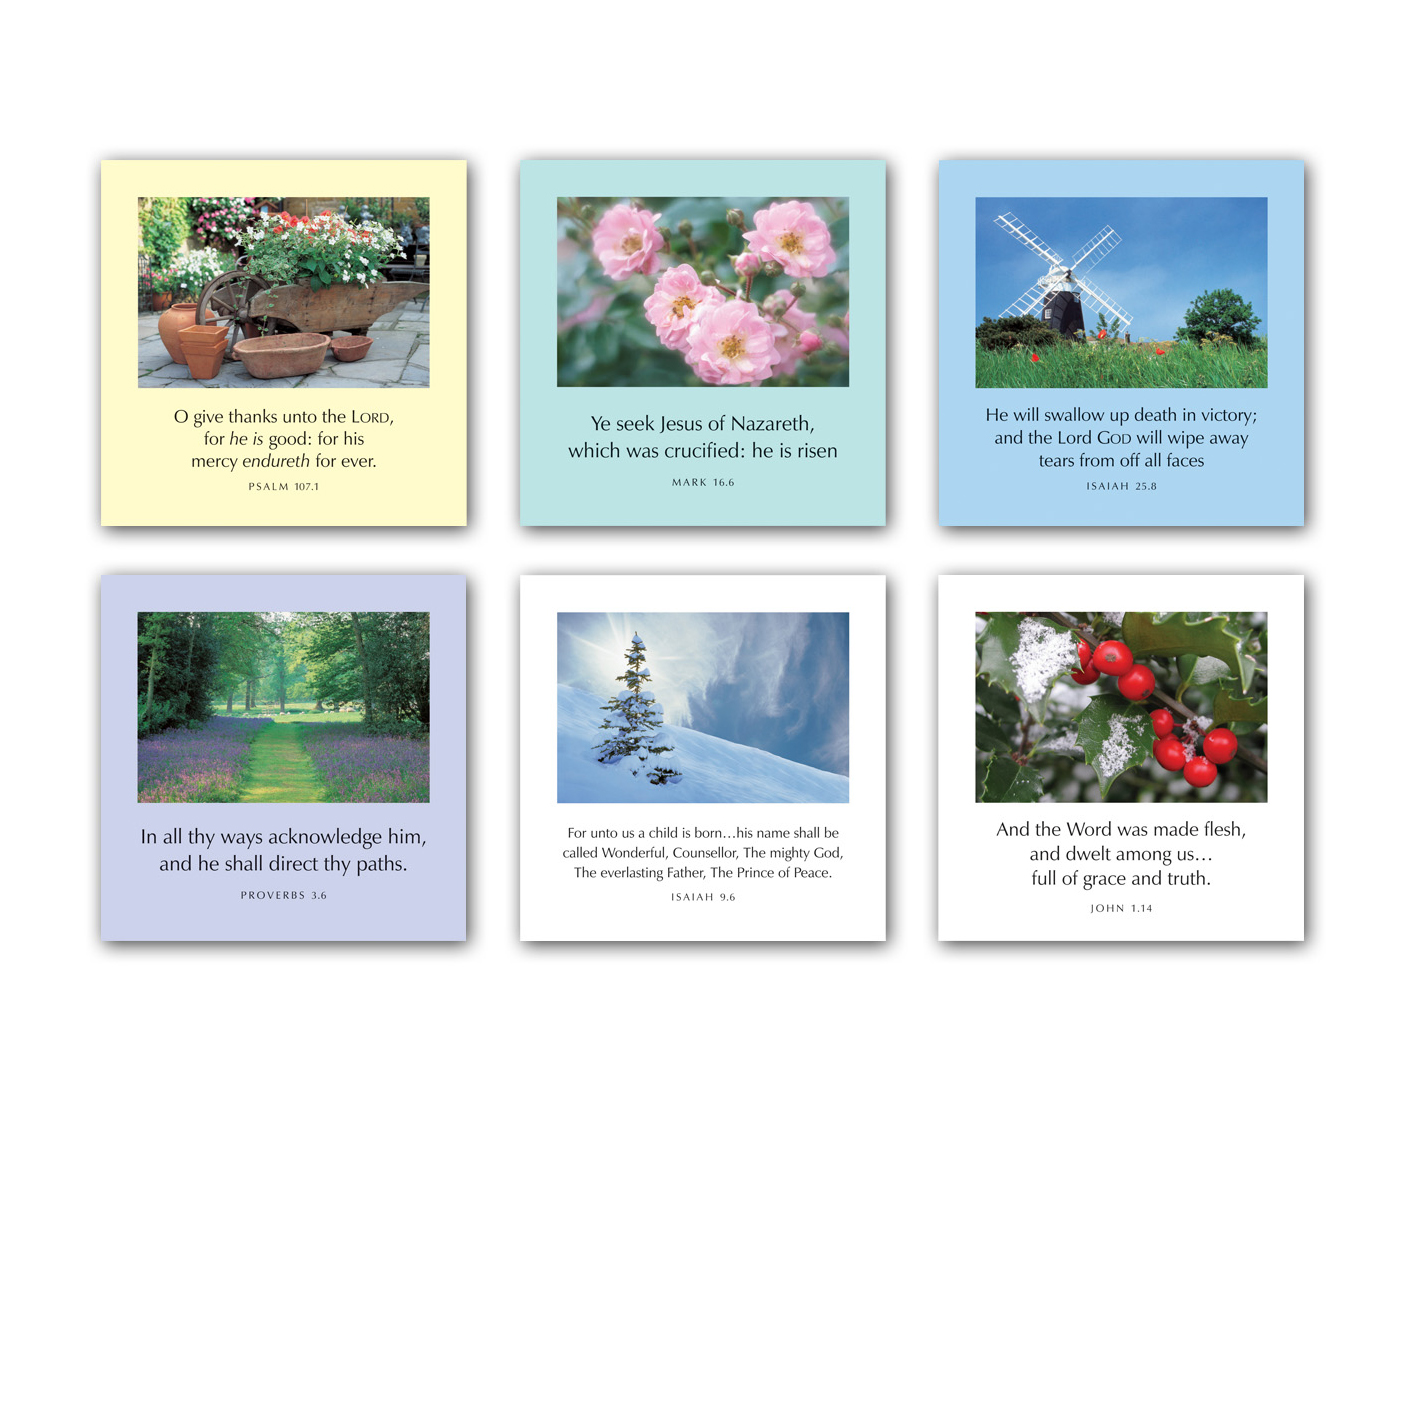 O give thanks unto the LORD,
for he is good: for his
mercy endureth for ever.
PSALM 107.1
Ye seek Jesus of Nazareth,
which was crucified: he is risen
MARK 16.6
He will swallow up death in victory;
and the Lord GOD will wipe away
tears from off all faces
ISAIAH 25.8
In all thy ways acknowledge him,
and he shall direct thy paths.
PROVERBS 3.6
For unto us a child is born...his name shall be
called Wonderful, Counsellor, The mighty God,
The everlasting Father, The Prince of Peace.
ISAIAH 9.6
And the Word was made flesh,
and dwelt among us...
full of grace and truth.
JOHN 1.14